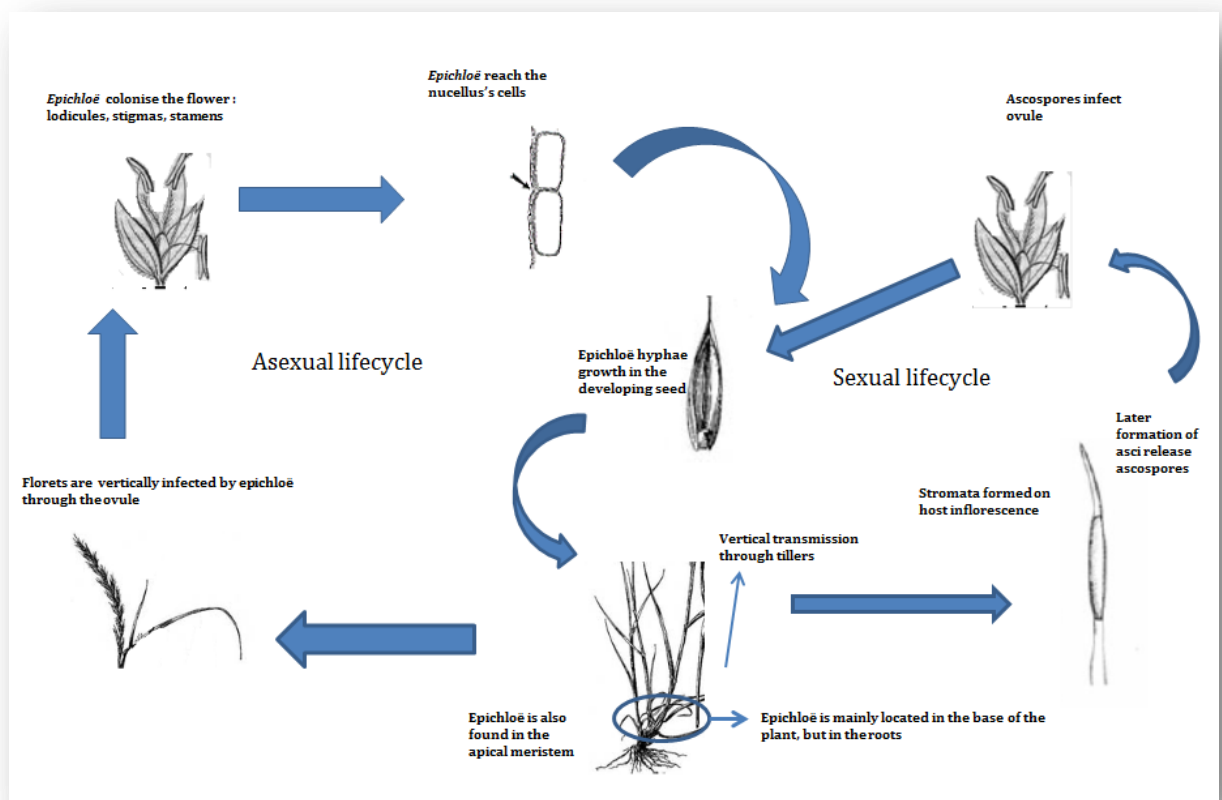 Epichloë colonise the flower :
lodicules, stigmas, stamens
Epichloë reach the
nucellus's cells
Ascospores infect
ovule
Asexual lifecycle
Epichloë hyphae
growth in the
developing seed
Sexual lifecycle
Later
formation of
asci release
ascospores
Florets are vertically infected by epichloë
through the ovule
Stromata formed on
host inflorescence
Vertical transmission
through tillers
Epichloë is also
found in the
apical meristem
Epichloë is mainly located in the base of the
plant, but in the roots